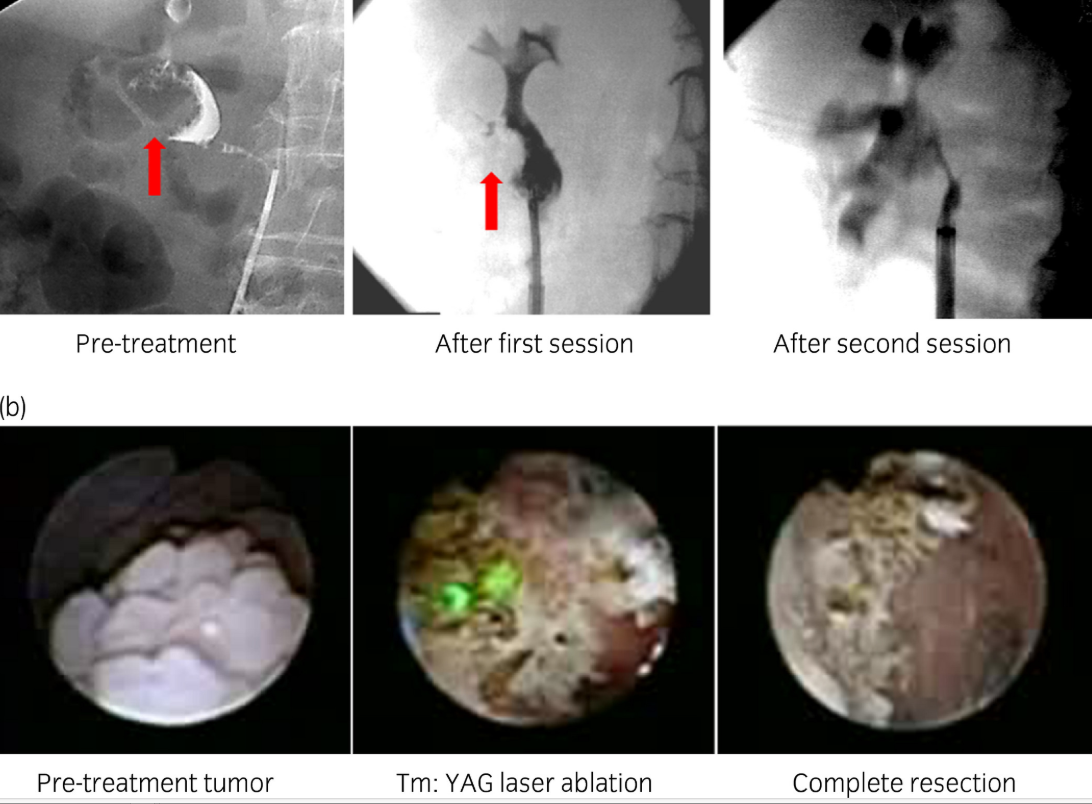 Pre-treatment
After first session
After second session
(b)
Pre-treatment tumor
Tm: YAG laser ablation
Complete resection